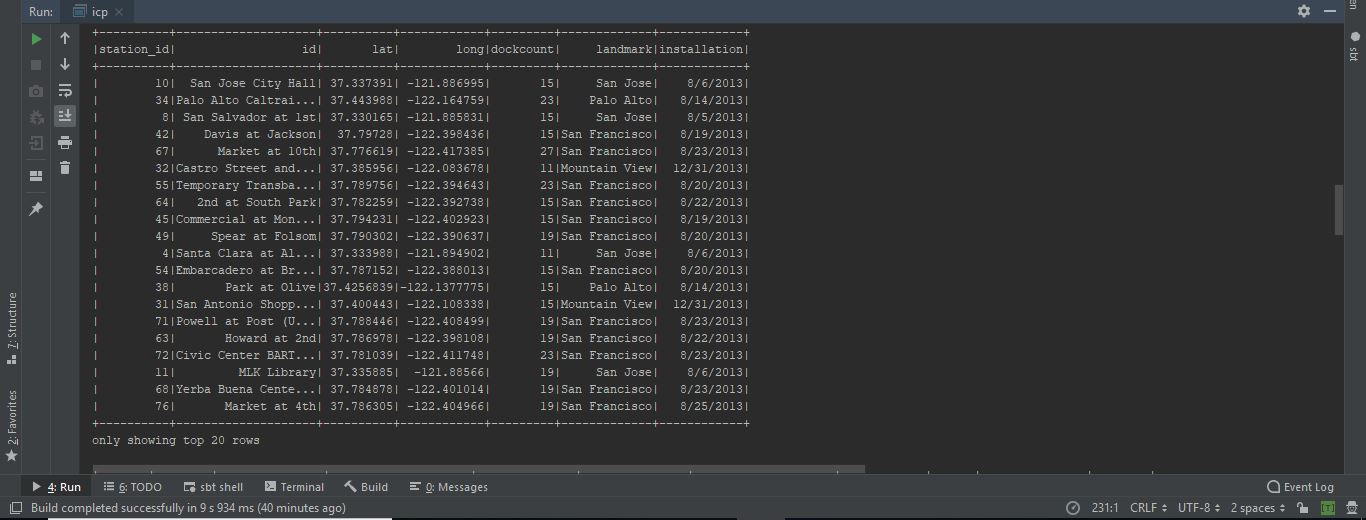 Run: icp
+----------+--------------------+----------+------------+---------+-------------+------------+
|station_id|                  id|       lat|        long|dockcount|     landmark|installation|
+----------+--------------------+----------+------------+---------+-------------+------------+
|        10|  San Jose City Hall| 37.337391| -121.886995|       15|     San Jose|    8/6/2013|
|        34|Palo Alto Caltrai...| 37.443988| -122.164759|       23|    Palo Alto|   8/14/2013|
|         8| San Salvador at 1st| 37.330165| -121.885831|       15|     San Jose|    8/5/2013|
|        42|    Davis at Jackson|  37.79728| -122.398436|       15|San Francisco|   8/19/2013|
|        67|      Market at 10th| 37.776619| -122.417385|       27|San Francisco|   8/23/2013|
|        32|Castro Street and...| 37.385956| -122.083678|       11|Mountain View|  12/31/2013|
|        55|Temporary Transba...| 37.789756| -122.394643|       23|San Francisco|   8/20/2013|
|        64|   2nd at South Park| 37.782259| -122.392738|       15|San Francisco|   8/22/2013|
|        45|Commercial at Mon...| 37.794231| -122.402923|       15|San Francisco|   8/19/2013|
|        49|     Spear at Folsom| 37.790302| -122.390637|       19|San Francisco|   8/20/2013|
|         4|Santa Clara at Al...| 37.333988| -121.894902|       11|     San Jose|    8/6/2013|
|        54|Embarcadero at Br...| 37.787152| -122.388013|       15|San Francisco|   8/20/2013|
|        38|       Park at Olive|37.4256839|-122.1377775|       15|    Palo Alto|   8/14/2013|
|        31|San Antonio Shopp...| 37.400443| -122.108338|       15|Mountain View|  12/31/2013|
|        71|Powell at Post (U...| 37.788446| -122.408499|       19|San Francisco|   8/23/2013|
|        63|       Howard at 2nd| 37.786978| -122.398108|       19|San Francisco|   8/22/2013|
|        72|Civic Center BART...| 37.781039| -122.411748|       23|San Francisco|   8/23/2013|
|        11|         MLK Library| 37.335885|  -121.88566|       19|     San Jose|    8/6/2013|
|        68|Yerba Buena Cente...| 37.784878| -122.401014|       19|San Francisco|   8/23/2013|
|        76|       Market at 4th| 37.786305| -122.404966|       19|San Francisco|   8/25/2013|
+----------+--------------------+----------+------------+---------+-------------+------------+
only showing top 20 rows
7: Structure
2: Favorites
sbt
4: Run 6: TODO sbt shell Terminal Build 0: Messages Event Log
Build completed successfully in 9 s 934 ms (40 minutes ago) 231:1 CRLF UTF-8 2 spaces